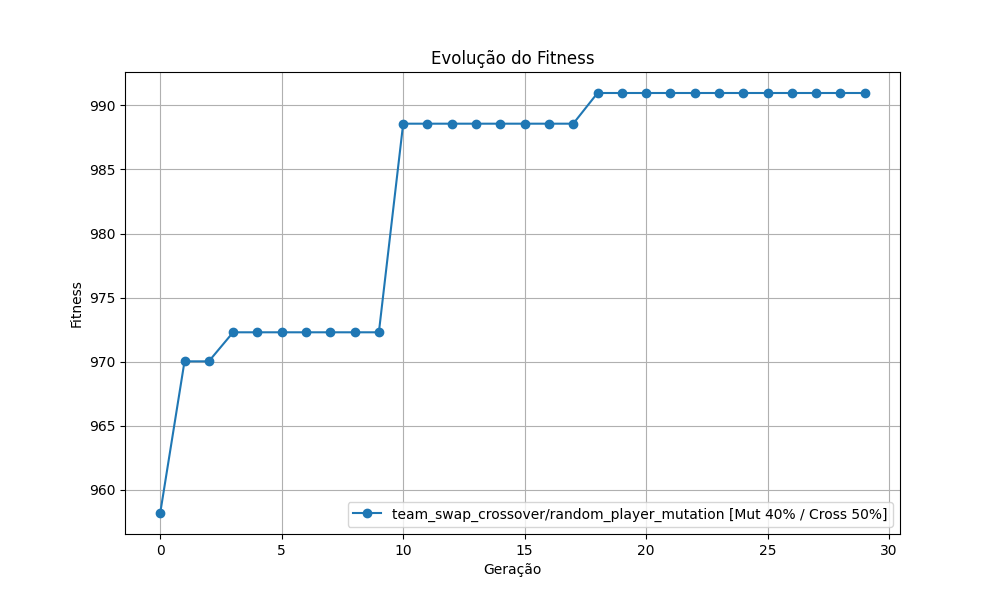 Evolução do Fitness
Fitness
990
985
980
975
970
965
960
team_swap_crossover/random_player_mutation [Mut 40% / Cross 50%]
0 5 10 15 20 25 30
Geração